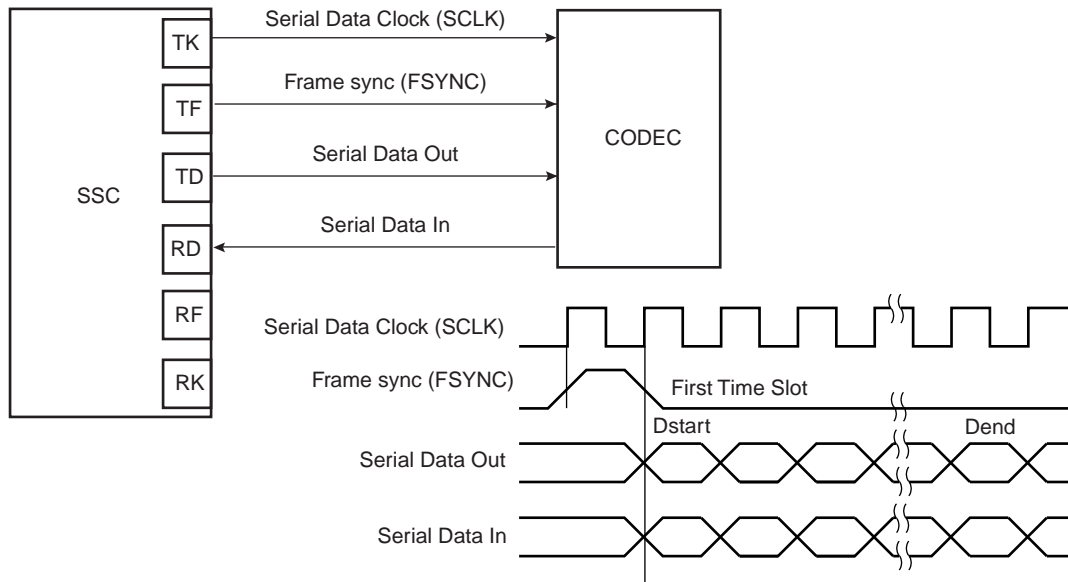 SSC
TK
TF
TD
RD
RF
RK
Serial Data Clock (SCLK)
Frame sync (FSYNC)
Serial Data Out
Serial Data In
CODEC
Serial Data Clock (SCLK)
Frame sync (FSYNC)
First Time Slot
Dstart
Dend
Serial Data Out
Serial Data In